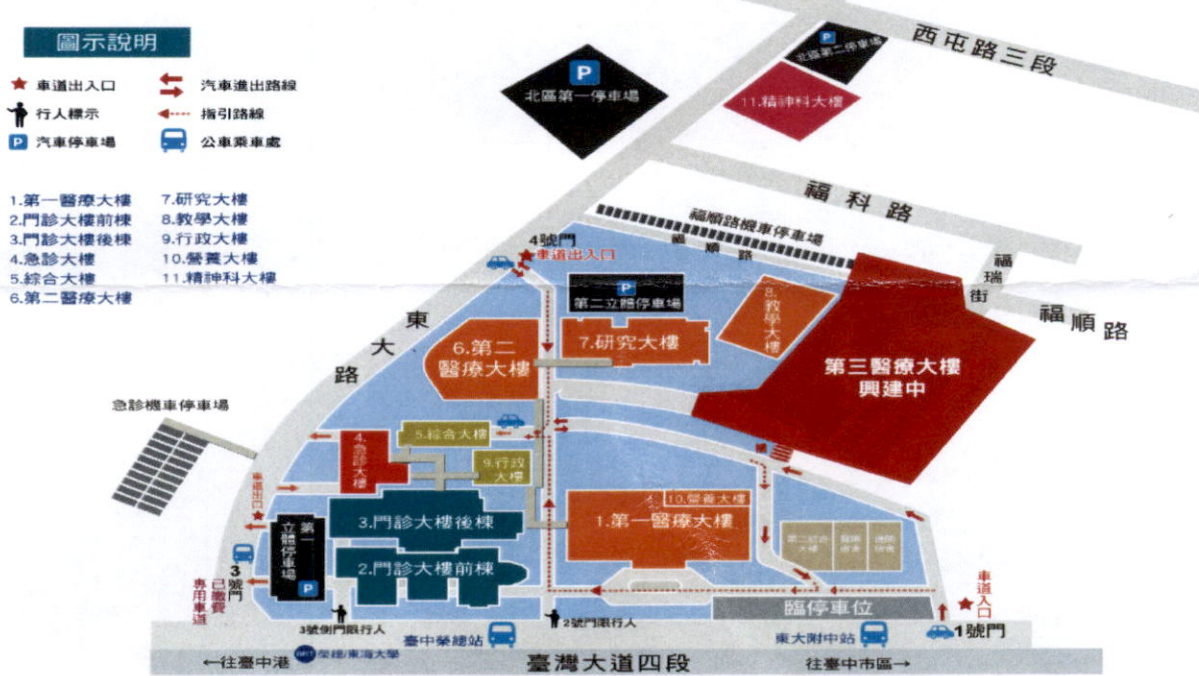 圖示說明
車道出入口
汽車進出路線
行人標示
指引路線
汽車停車場
公車乘車處
1.第一醫療大樓
7.研究大樓
2.門診大樓前棟
8.教學大樓
3.門診大樓後棟
9.行政大樓
4.急診大樓
10.營養大樓
5.綜合大樓
11.精神科大樓
6.第二醫療大樓
西屯路三段
P
北區第二停車場
P
北區第一停車場
11.精神科大樓
福科路
福順路機車停車場
福順路
福瑞街
福順路
4號門
車道出入口
P
第二立體停車場
8.教學大樓
7.研究大樓
6.第二
醫療大樓
東大路
第三醫療大樓
興建中
急診機車停車場
5.綜合大樓
4.急診大樓
9.行政
大樓
車道出口
3.門診大樓後棟
10.營養大樓
1.第一醫療大樓
第一
立體停車場
P
2.門診大樓前棟
3號門
已繳費
專用車道
車道入口
臨停車位
1號門
3號側門限行人
2號門限行人
臺中榮總站
東大附中站
←往臺中港
榮總/東海大學
臺灣大道四段
往臺中市區→